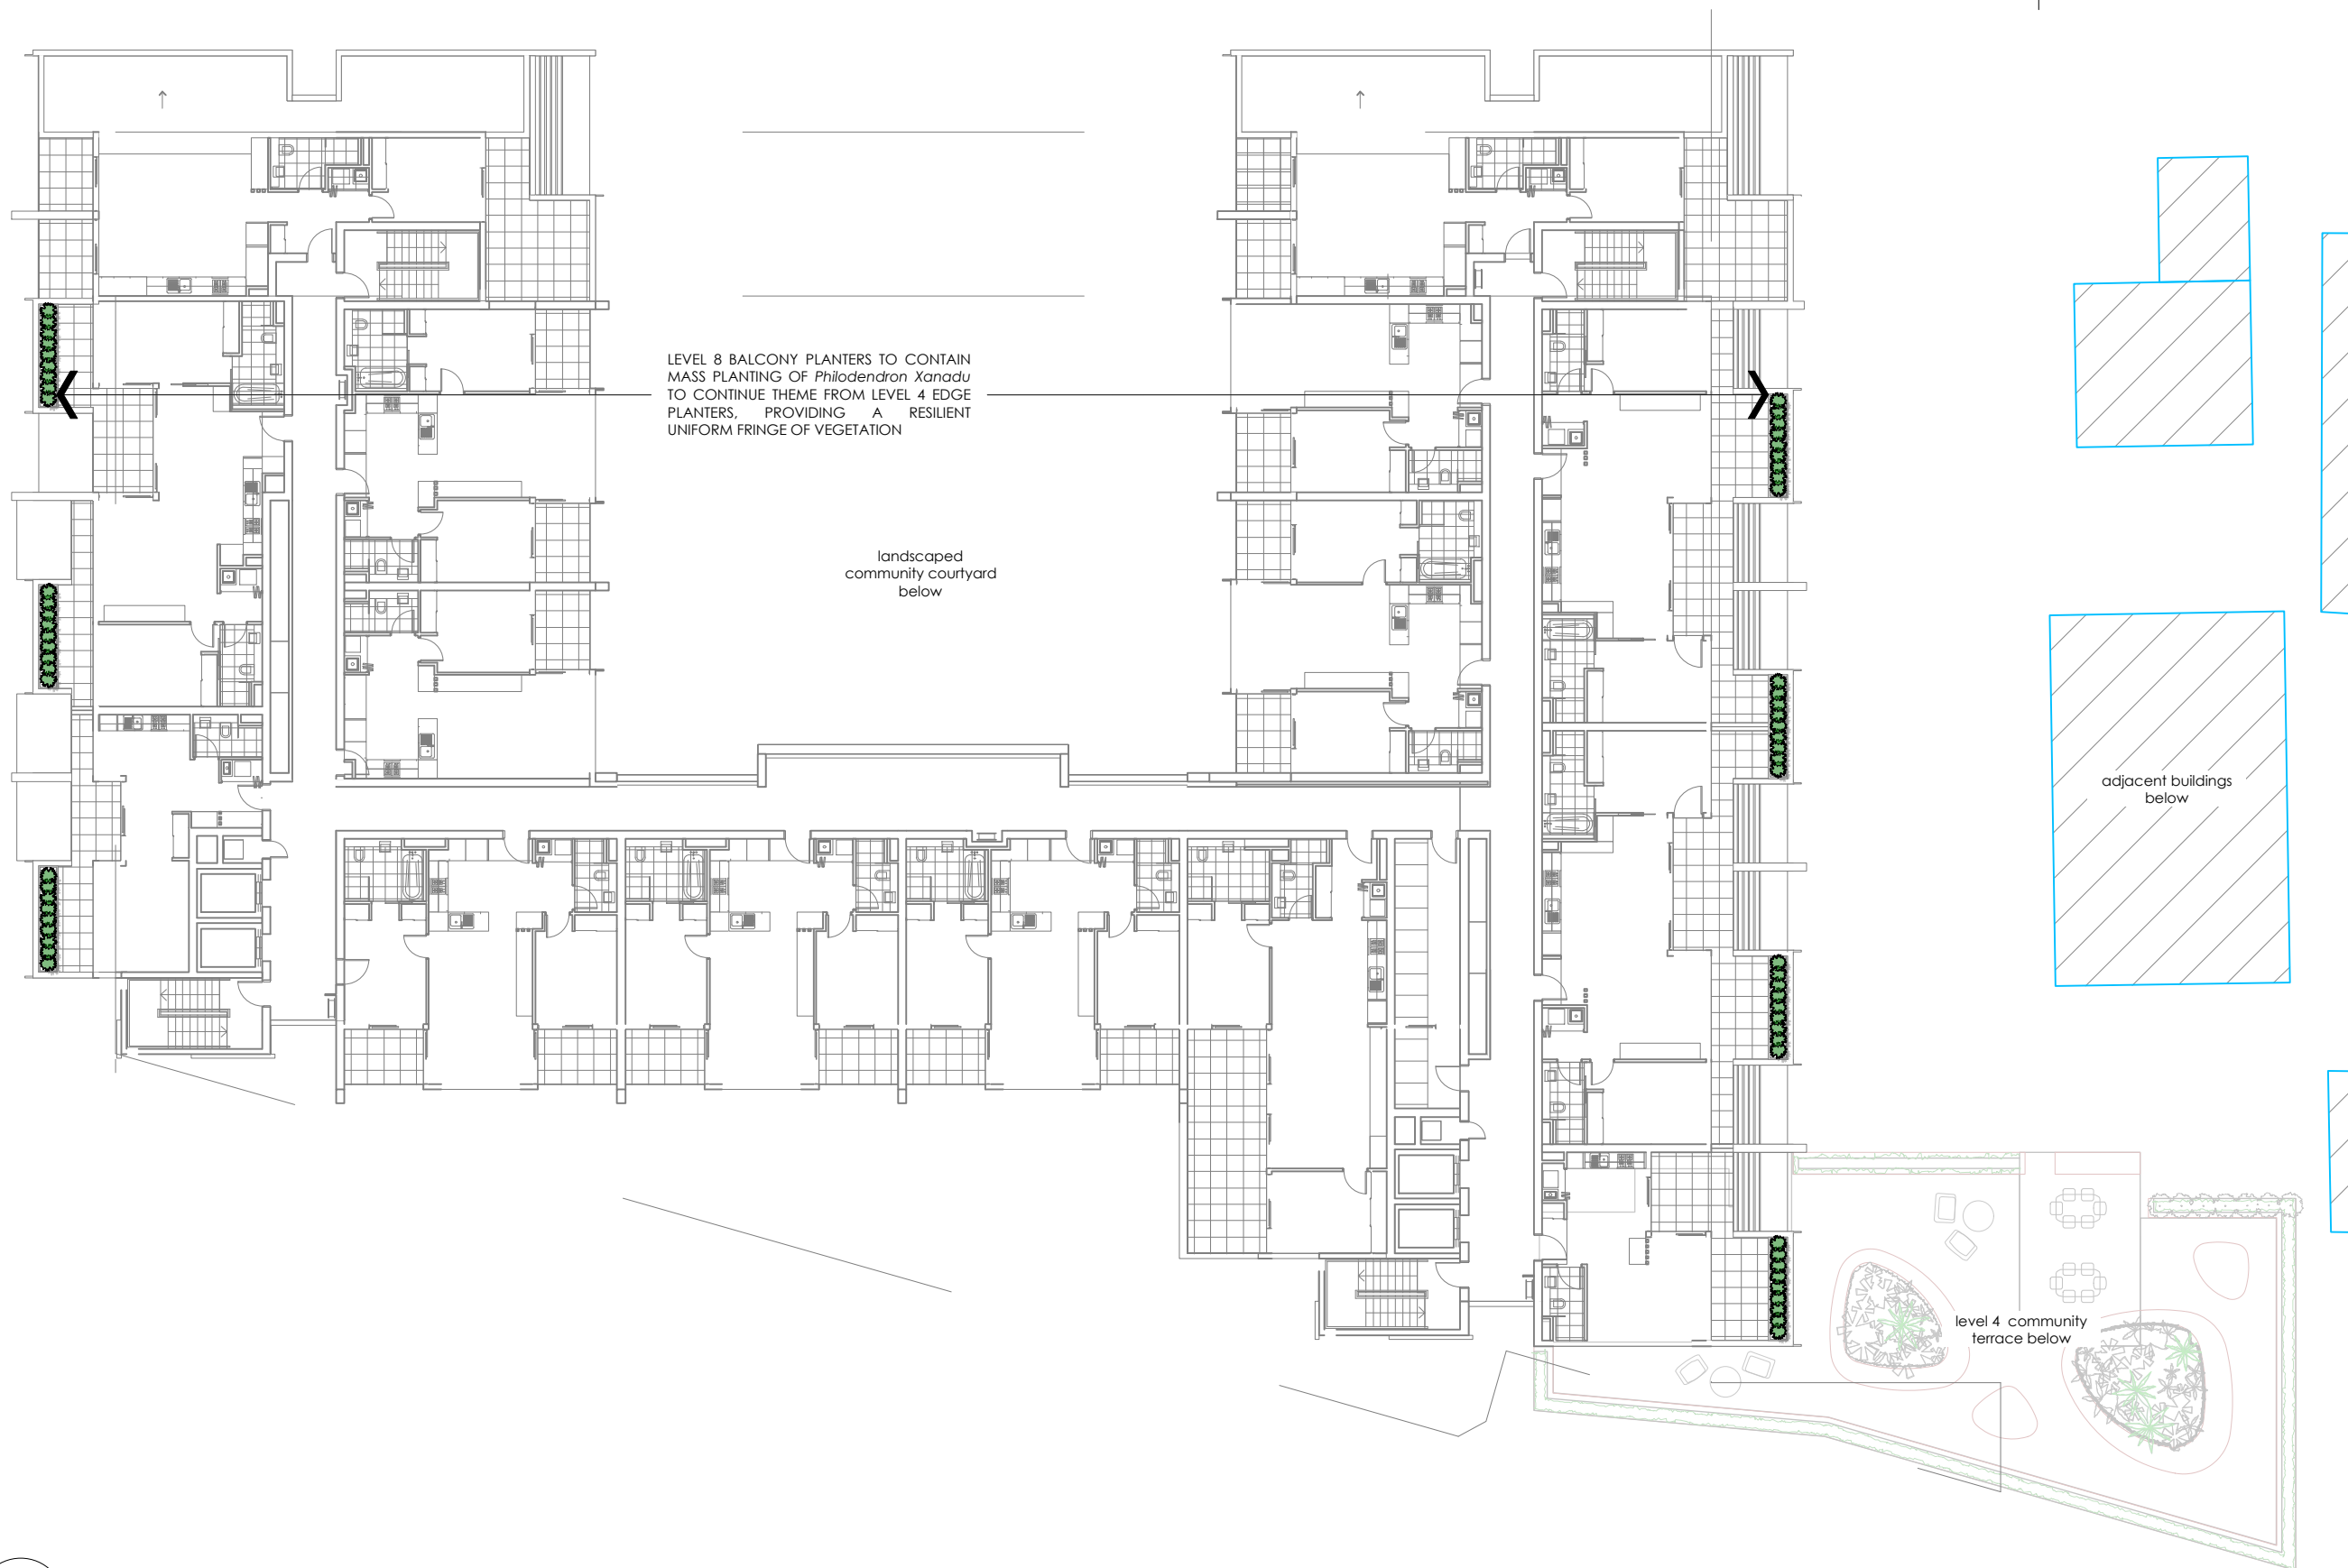 LEVEL 8 BALCONY PLANTERS TO CONTAIN
MASS PLANTING OF Philodendron Xanadu
TO CONTINUE THEME FROM LEVEL 4 EDGE
PLANTERS, PROVIDING A RESILIENT
UNIFORM FRINGE OF VEGETATION
landscaped
community courtyard
below
adjacent buildings
below
level 4 community
terrace below